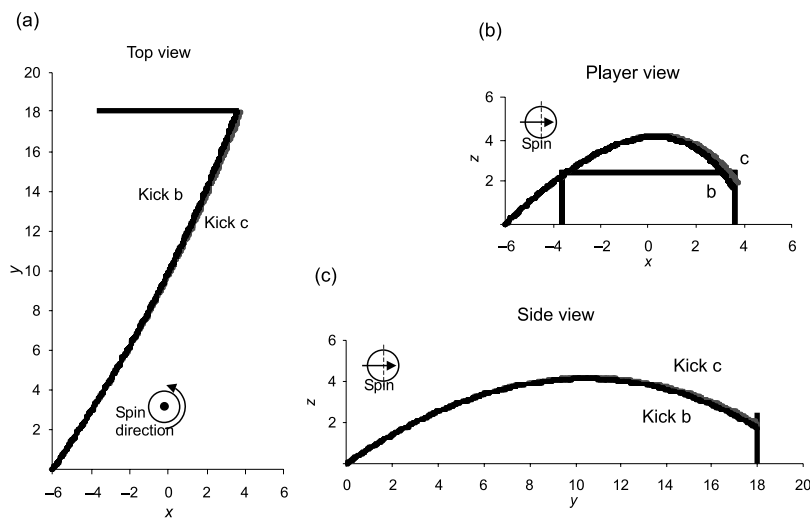 (a)
Top view
20
18
16
14
12
10
8
6
4
2
y
Kick b
Kick c
Spin
direction
–6 –4 –2 0 2 4 6
x
(b)
Player view
6
4
2
z
Spin
c
b
–6 –4 –2 0 2 4 6
x
(c)
Side view
6
4
2
z
Spin
Kick c
Kick b
0 2 4 6 8 10 12 14 16 18 20
y